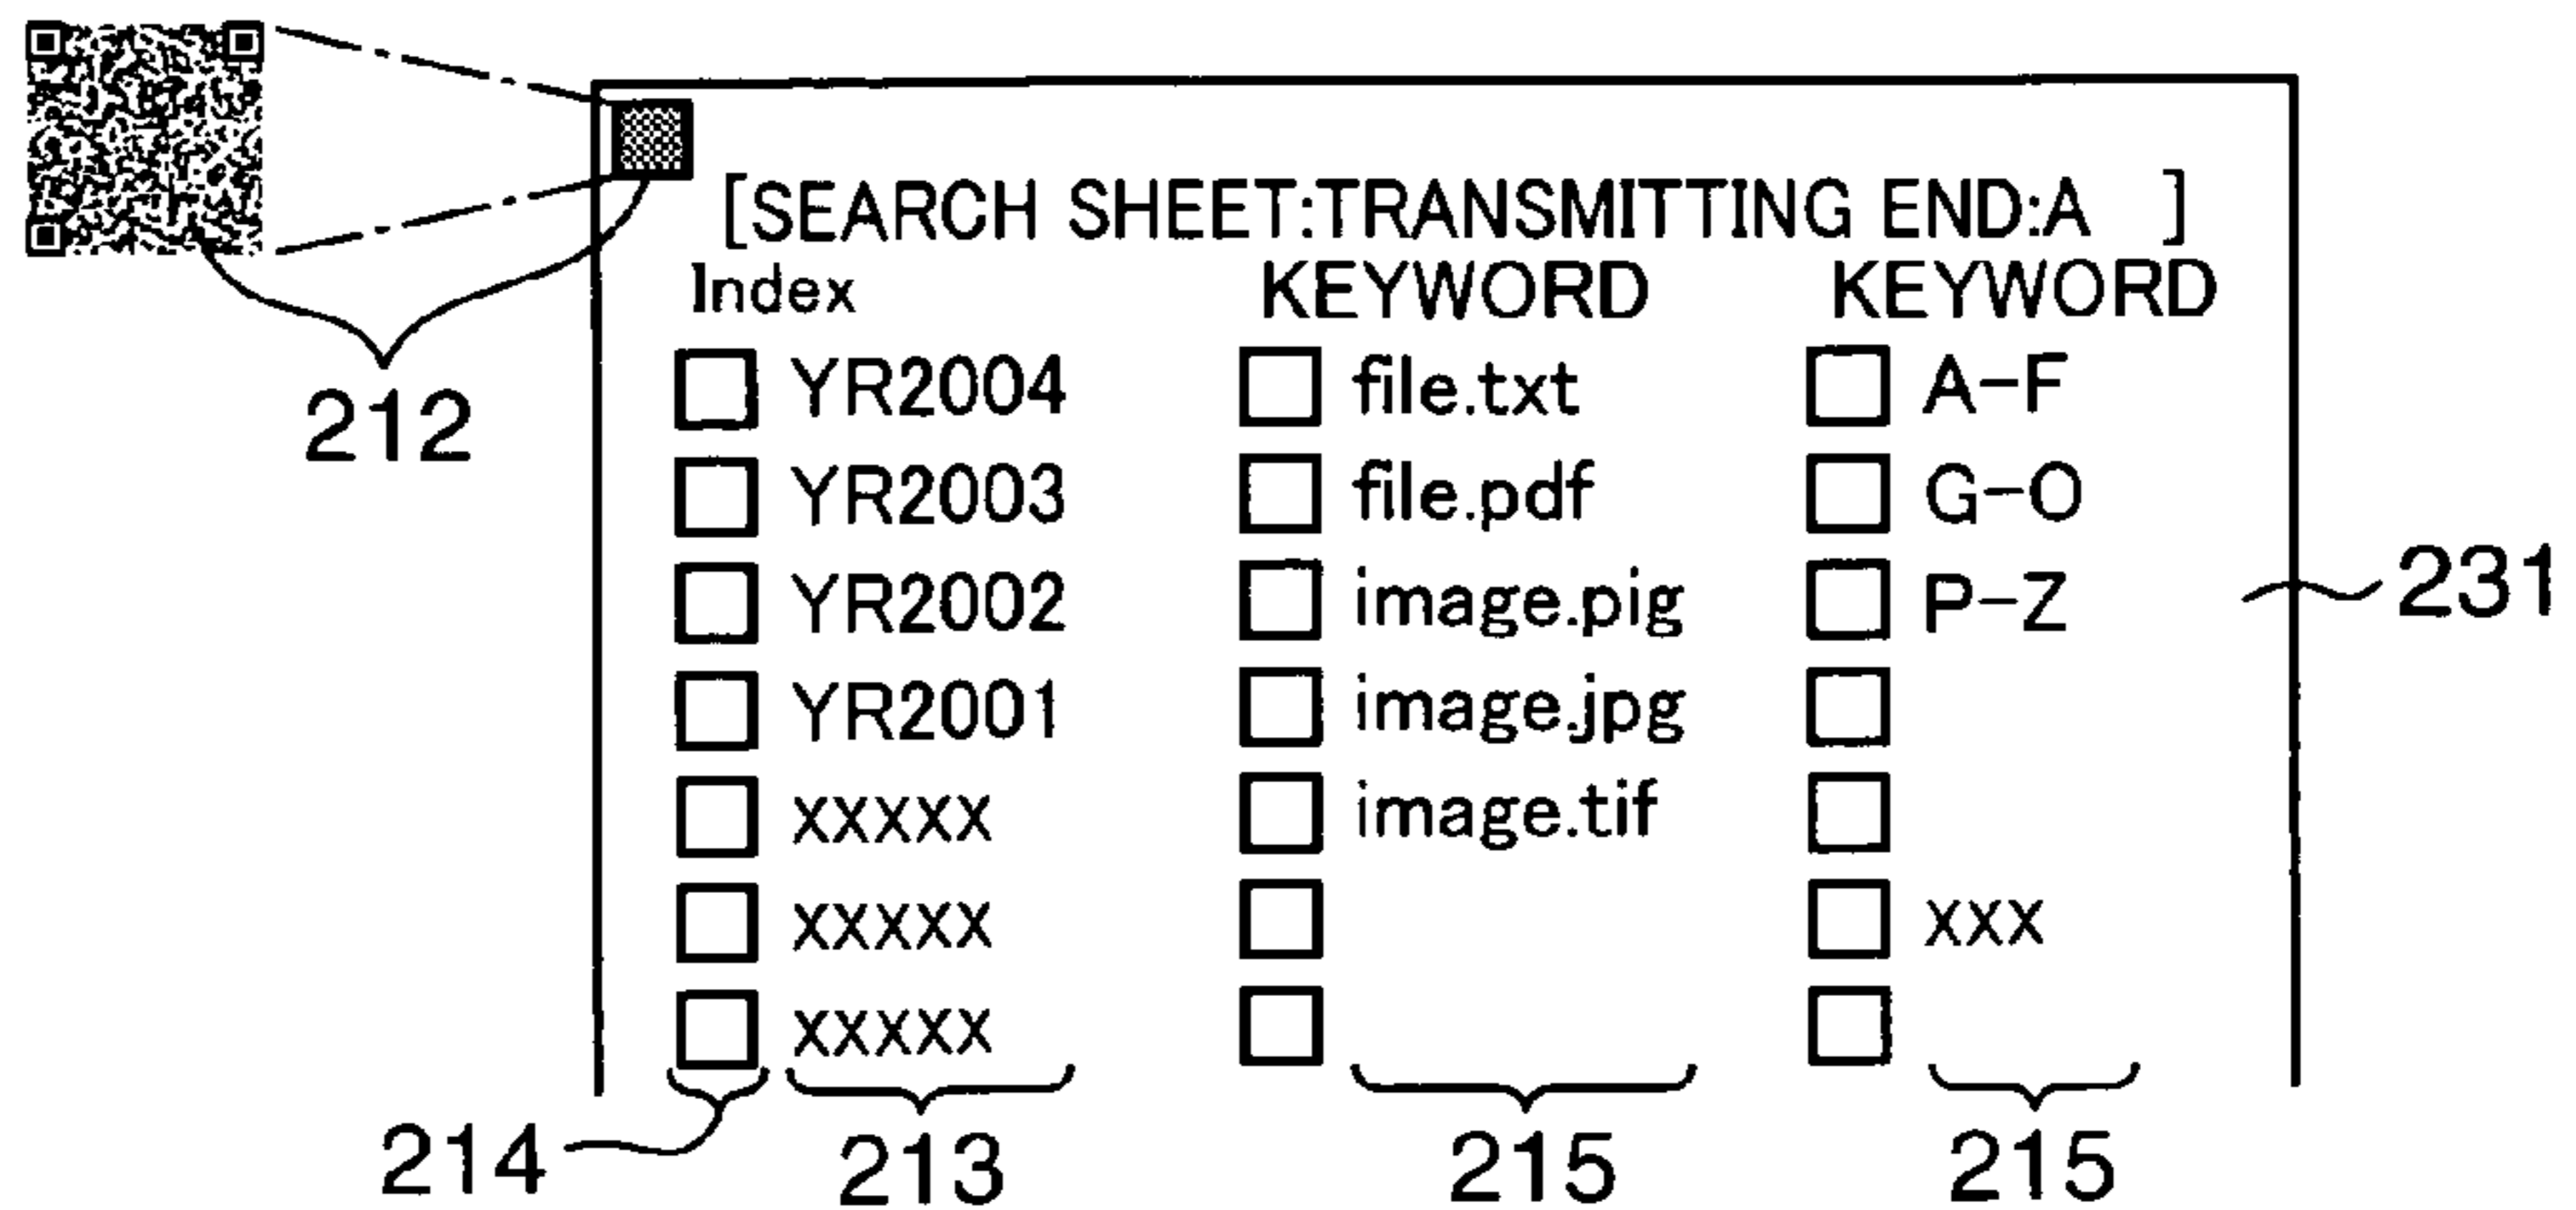 [SEARCH SHEET:TRANSMITTING END:A ]
Index KEYWORD KEYWORD
YR2004 file.txt A-F
YR2003 file.pdf G-O
YR2002 image.pig P-Z
YR2001 image.jpg
xxxxx image.tif
xxxxx xxx
xxxxx
212
231
214 213 215 215